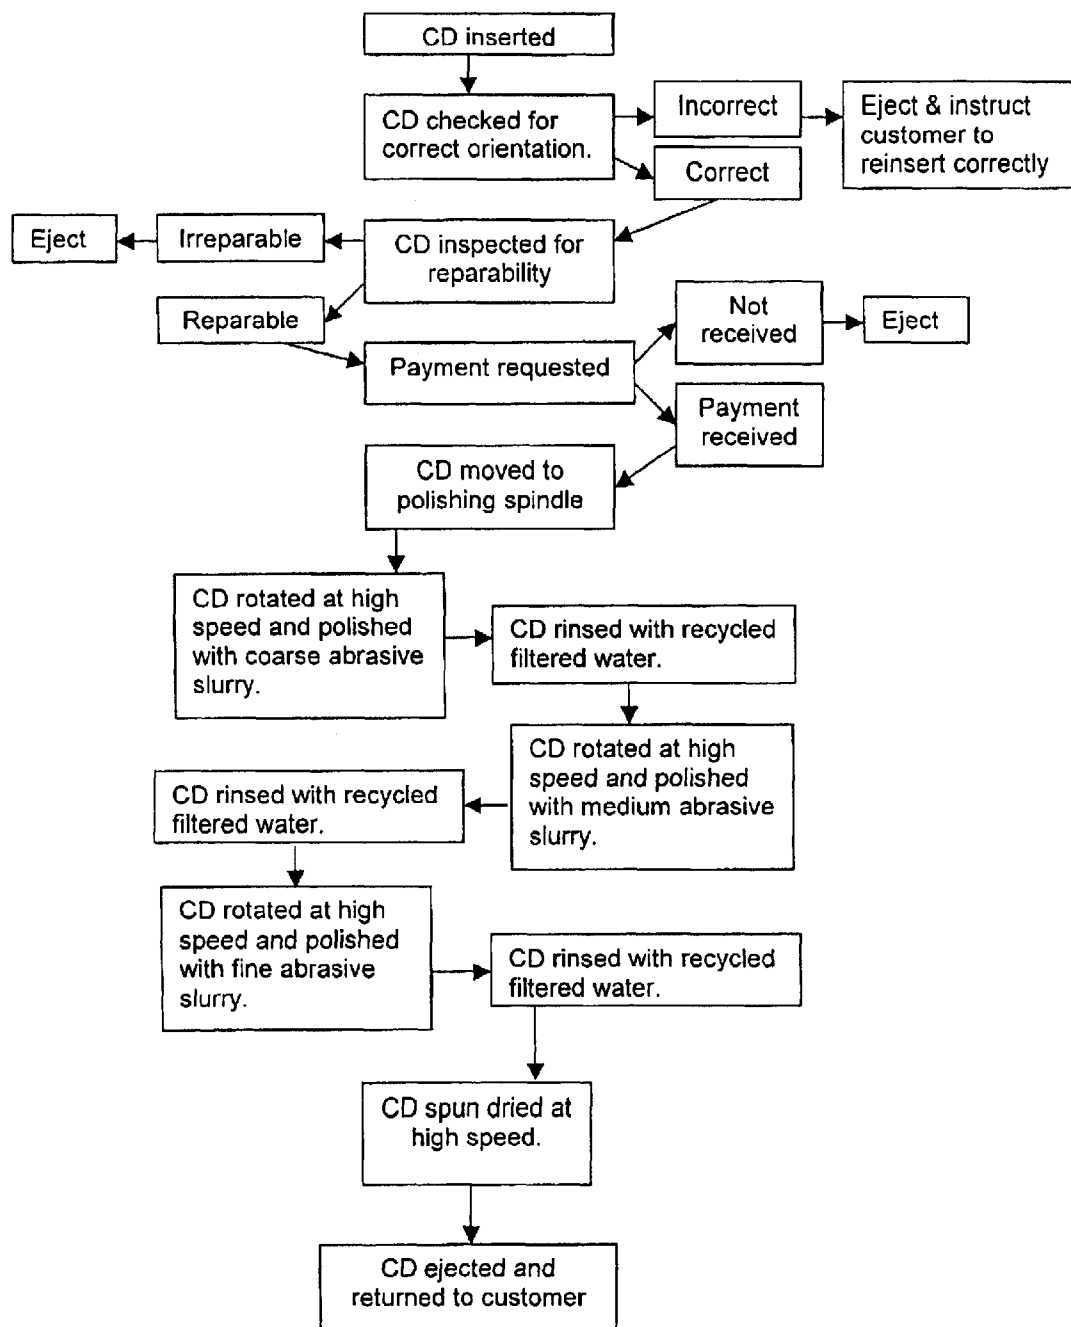 CD inserted
CD checked for
correct orientation.
Incorrect
Eject & instruct
customer to
reinsert correctly
Correct
Eject
Irreparable
CD inspected for
reparability
Reparable
Not
received
Eject
Payment requested
Payment
received
CD moved to
polishing spindle
CD rotated at high
speed and polished
with coarse abrasive
slurry.
CD rinsed with recycled
filtered water.
CD rotated at high
speed and polished
with medium abrasive
slurry.
CD rinsed with recycled
filtered water.
CD rotated at high
speed and polished
with fine abrasive
slurry.
CD rinsed with recycled
filtered water.
CD spun dried at
high speed.
CD ejected and
returned to customer